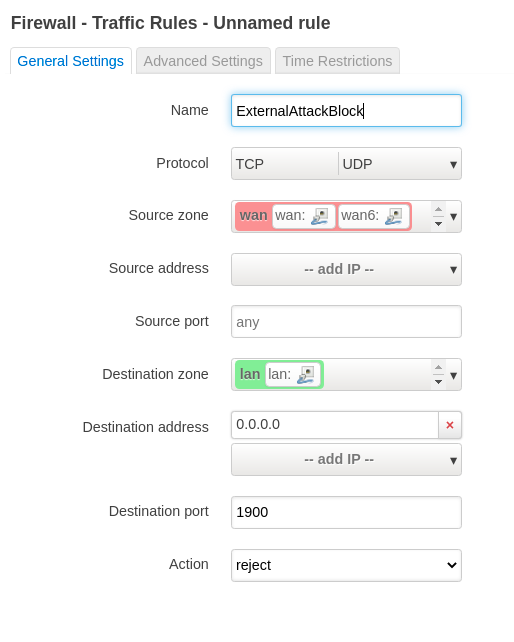 Firewall - Traffic Rules - Unnamed rule
General Settings Advanced Settings Time Restrictions
Name ExternalAttackBlock
Protocol TCP UDP
Source zone wan wan: wan6:
Source address -- add IP --
Source port any
Destination zone lan lan:
Destination address 0.0.0.0 ×
-- add IP --
Destination port 1900
Action reject